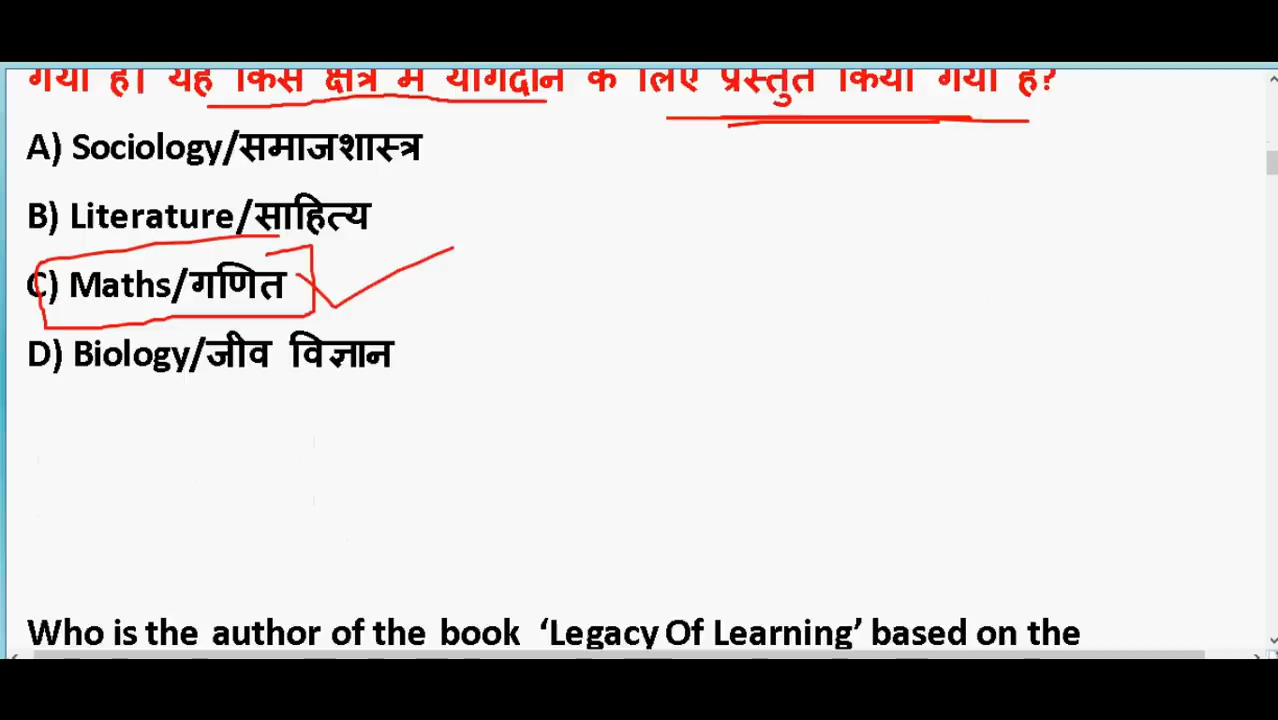 गया है। यह किस क्षेत्र में योगदान के लिए प्रस्तुत किया गया है?
A) Sociology/समाजशास्त्र
B) Literature/साहित्य
C) Maths/गणित
D) Biology/जीव विज्ञान
Who is the author of the book ‘Legacy Of Learning’ based on the